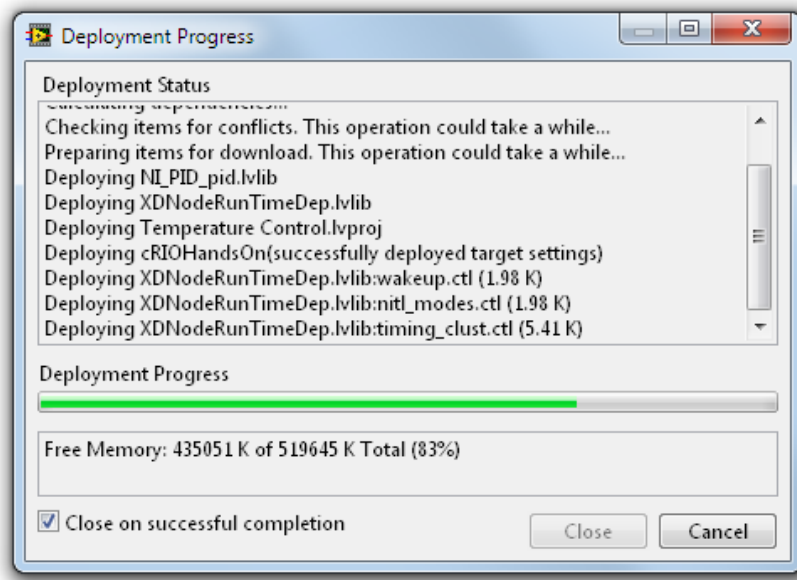 Deployment Progress
Deployment Status
Calculating dependencies...
Checking items for conflicts. This operation could take a while...
Preparing items for download. This operation could take a while...
Deploying NI_PID_pid.lvlib
Deploying XDNodeRunTimeDep.lvlib
Deploying Temperature Control.lvproj
Deploying cRIOHandsOn(successfully deployed target settings)
Deploying XDNodeRunTimeDep.lvlib:wakeup.ctl (1.98 K)
Deploying XDNodeRunTimeDep.lvlib:nitl_modes.ctl (1.98 K)
Deploying XDNodeRunTimeDep.lvlib:timing_clust.ctl (5.41 K)
Deployment Progress
Free Memory: 435051 K of 519645 K Total (83%)
Close on successful completion
Close
Cancel